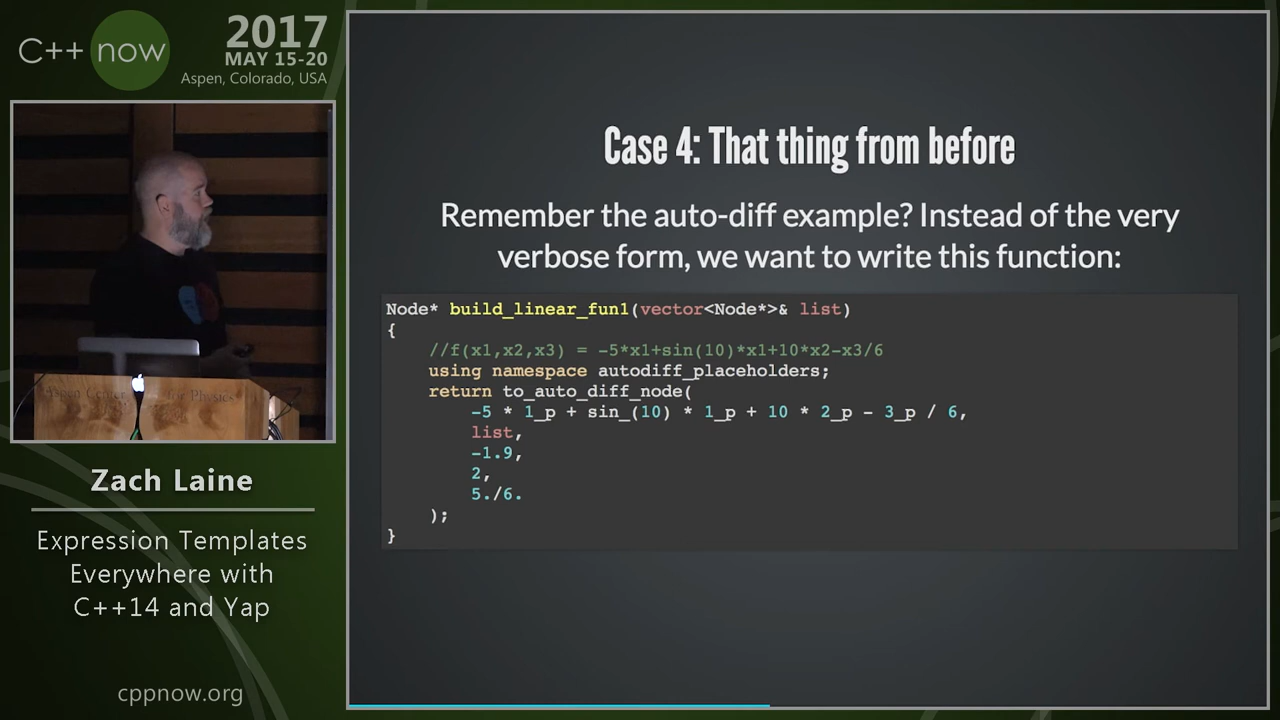 C++ now
2017
MAY 15-20
Aspen, Colorado, USA
Aspen Center for Physics
Zach Laine
Expression Templates
Everywhere with
C++14 and Yap
cppnow.org
Case 4: That thing from before
Remember the auto-diff example? Instead of the very
verbose form, we want to write this function:
Node* build_linear_fun1(vector<Node*>& list)
{
//f(x1,x2,x3) = -5*x1+sin(10)*x1+10*x2-x3/6
using namespace autodiff_placeholders;
return to_auto_diff_node(
-5 * 1_p + sin_(10) * 1_p + 10 * 2_p - 3_p / 6,
list,
-1.9,
2,
5./6.
);
}